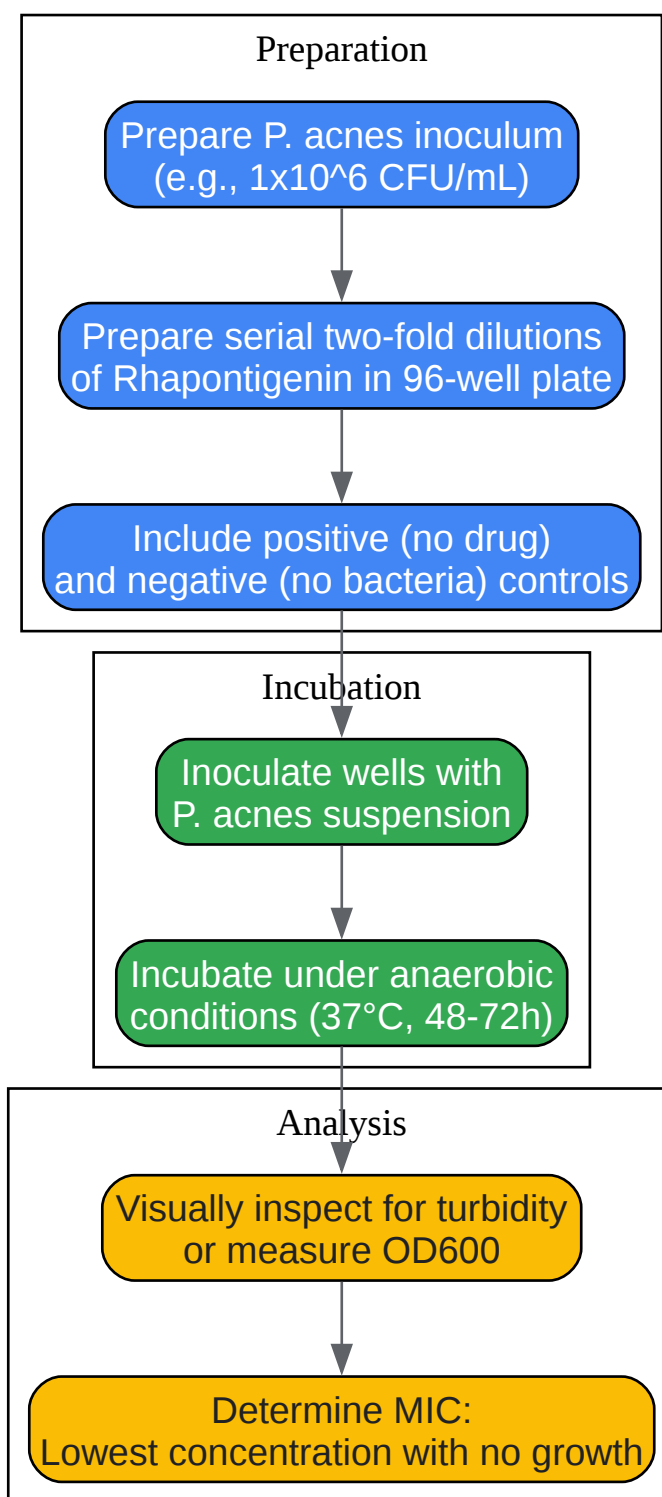 Preparation
Prepare P. acnes inoculum
(e.g., 1x10^6 CFU/mL)
Prepare serial two-fold dilutions
of Rhapontigenin in 96-well plate
Include positive (no drug)
and negative (no bacteria) controls
Incubation
Inoculate wells with
P. acnes suspension
Incubate under anaerobic
conditions (37°C, 48-72h)
Analysis
Visually inspect for turbidity
or measure OD600
Determine MIC:
Lowest concentration with no growth